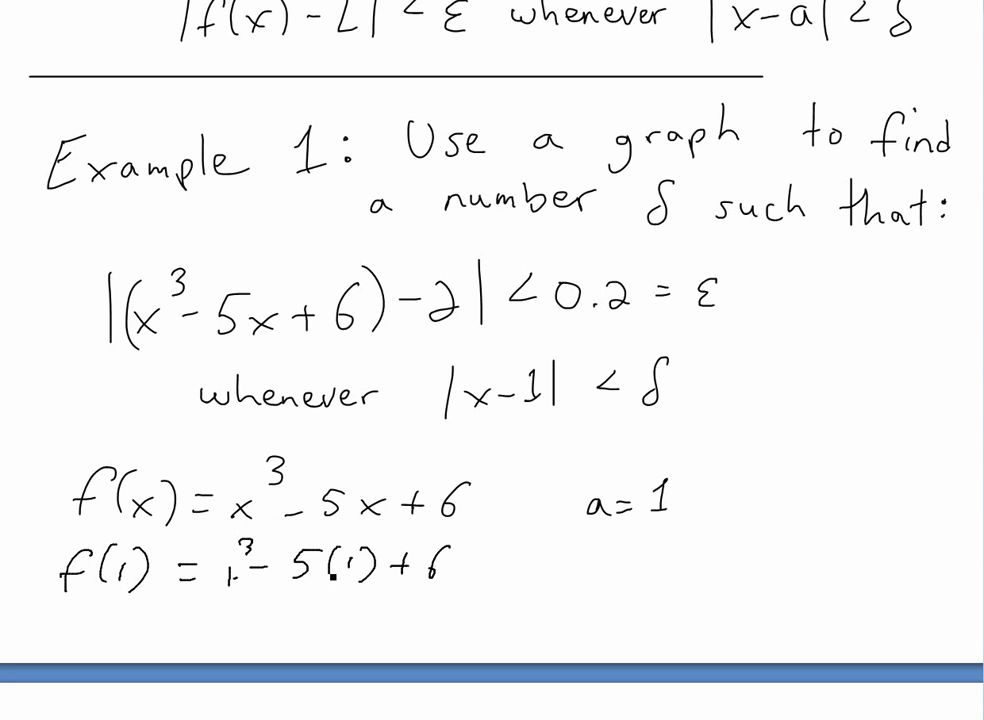 |f(x) - L| < ε whenever |x-a| < δ
Example 1: Use a graph to find
a number δ such that:
|(x³ - 5x + 6) - 2| < 0.2 = ε
whenever |x-1| < δ
f(x) = x³ - 5x + 6 a = 1
f(1) = 1³ - 5(1) + 6